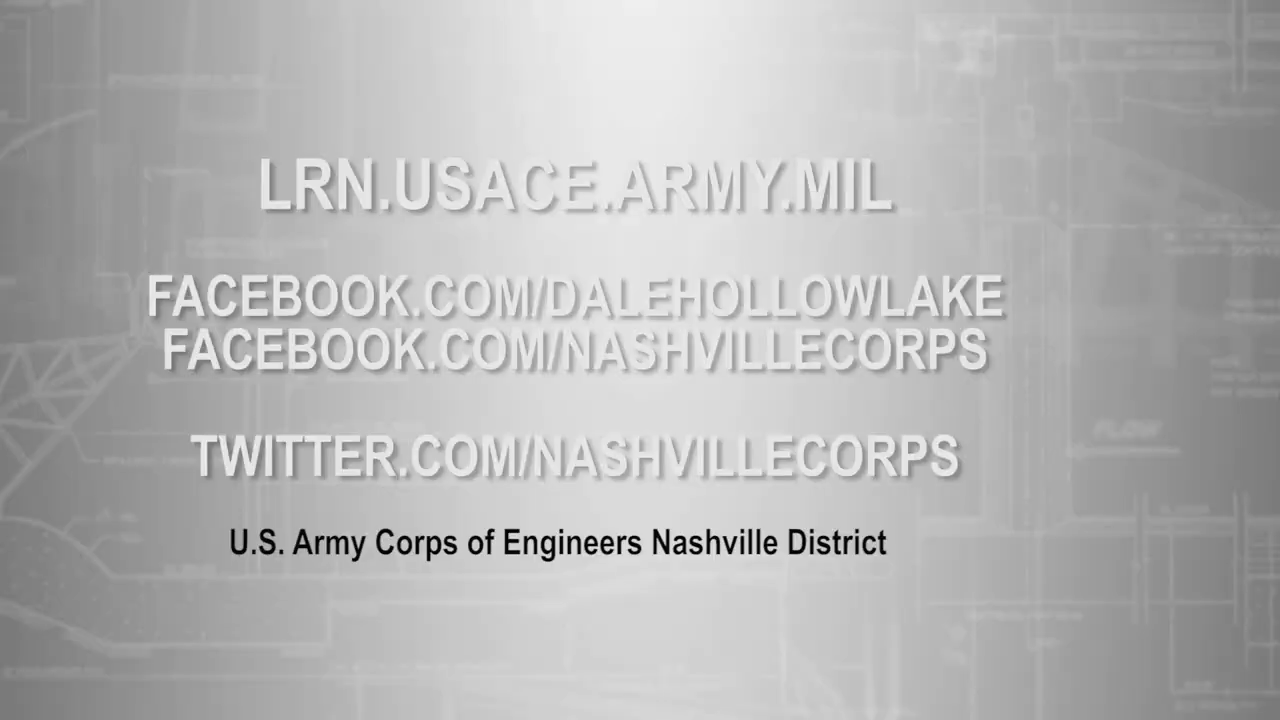 LRN.USACE.ARMY.MIL
FACEBOOK.COM/DALEHOLLOWLAKE
FACEBOOK.COM/NASHVILLECORPS
TWITTER.COM/NASHVILLECORPS
U.S. Army Corps of Engineers Nashville District
FLOW